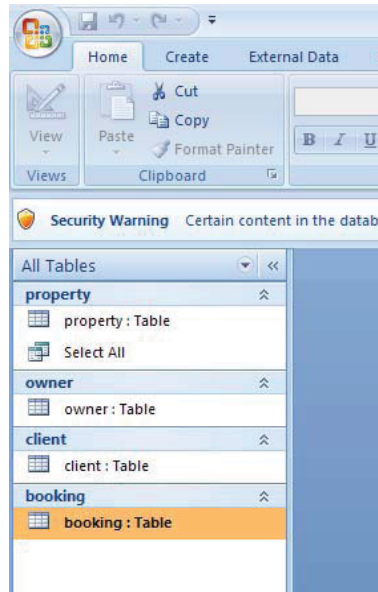 Home Create External Data
Cut
Copy
Format Painter
View
Paste
B I U
Views Clipboard
Security Warning Certain content in the datab
All Tables
property
property : Table
Select All
owner
owner : Table
client
client : Table
booking
booking : Table